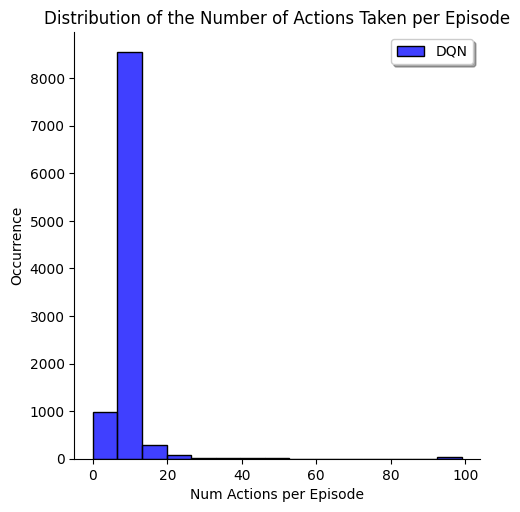 Distribution of the Number of Actions Taken per Episode
DQN
8000
7000
6000
5000
4000
3000
2000
1000
0
Occurrence
0 20 40 60 80 100
Num Actions per Episode